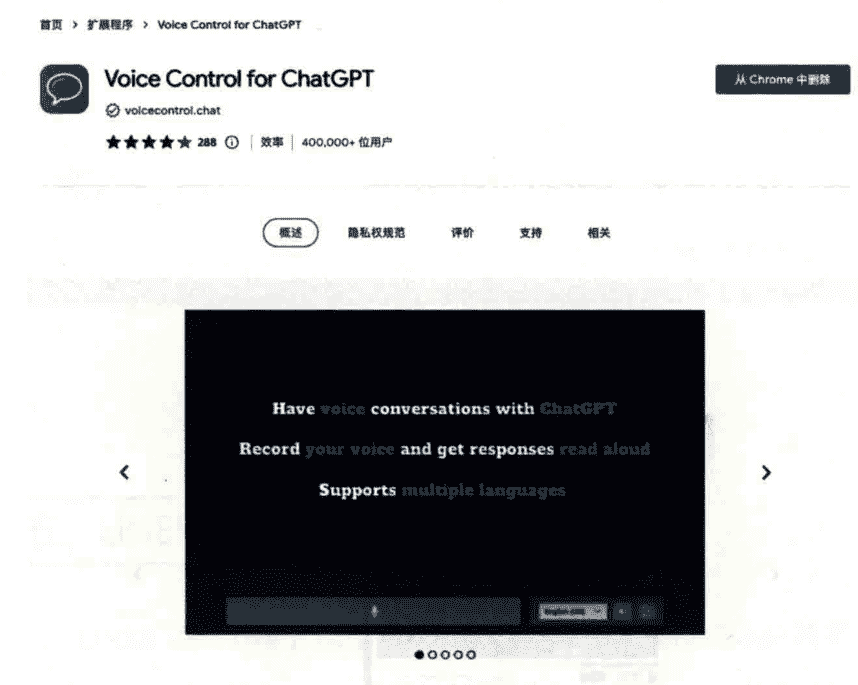 首页 > 扩展程序 > Voice Control for ChatGPT
Voice Control for ChatGPT
从 Chrome 中删除
voicecontrol.chat
288 效率 400,000+ 位用户
概述 隐私权规范 评价 支持 相关
Have voice conversations with ChatGPT
Record your voice and get responses read aloud
Supports multiple languages
English